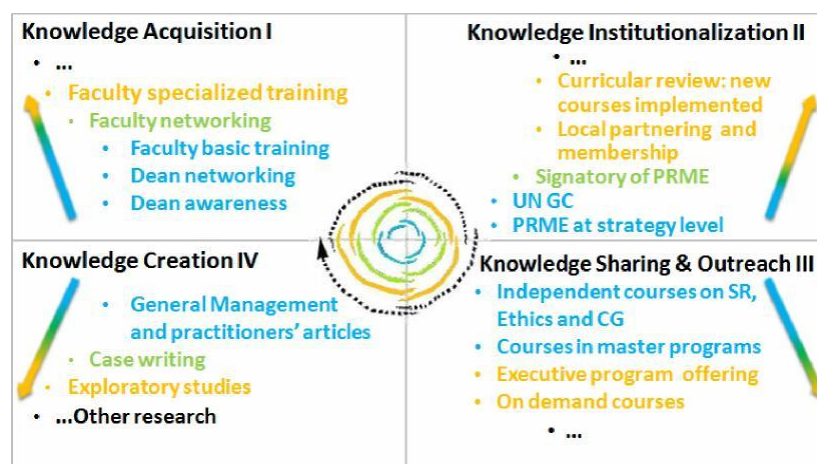 Knowledge Acquisition I
• ...
• Faculty specialized training
• Faculty networking
• Faculty basic training
• Dean networking
• Dean awareness
Knowledge Institutionalization II
• ...
• Curricular review: new
courses implemented
• Local partnering and
membership
• Signatory of PRME
• UN GC
• PRME at strategy level
Knowledge Creation IV
• General Management
and practitioners’ articles
• Case writing
• Exploratory studies
• ...Other research
Knowledge Sharing & Outreach III
• Independent courses on SR,
Ethics and CG
• Courses in master programs
• Executive program offering
• On demand courses
• ...